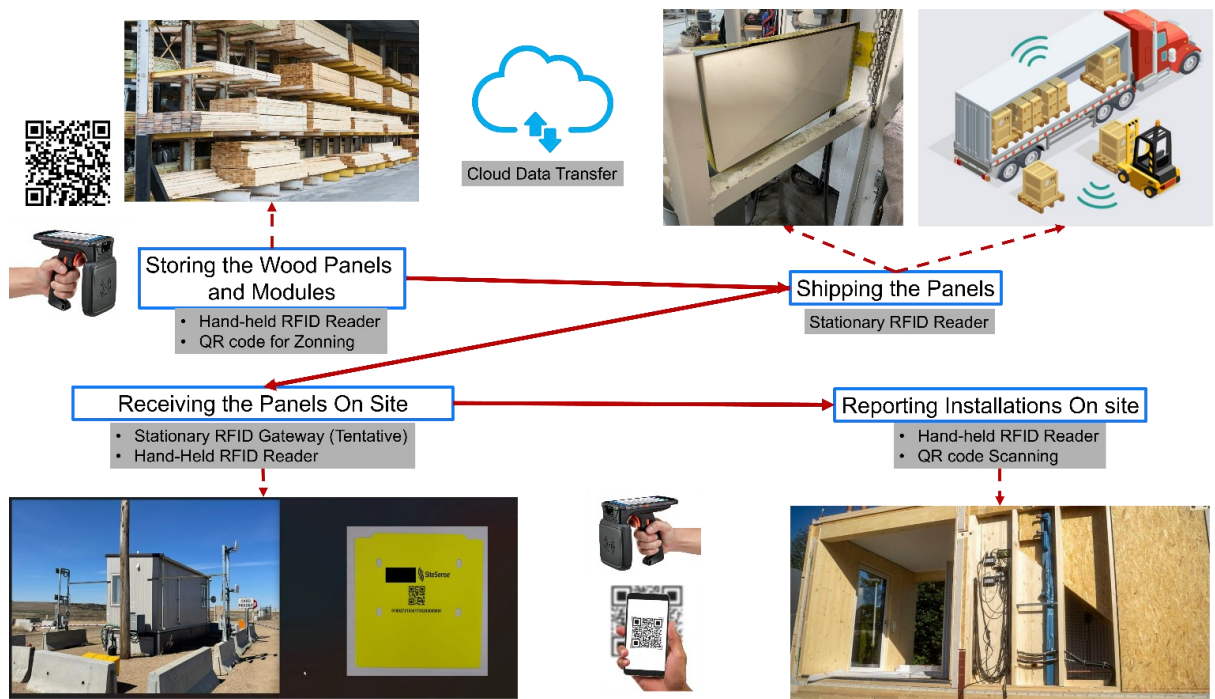 Cloud Data Transfer
Storing the Wood Panels
and Modules
• Hand-held RFID Reader
• QR code for Zonning
Shipping the Panels
Stationary RFID Reader
Receiving the Panels On Site
• Stationary RFID Gateway (Tentative)
• Hand-Held RFID Reader
Reporting Installations On site
• Hand-held RFID Reader
• QR code Scanning
CARD
READER
SiteSense